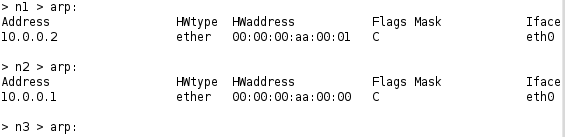 > n1 > arp:
Address HWtype HWaddress Flags Mask Iface
10.0.0.2 ether 00:00:00:aa:00:01 C eth0
> n2 > arp:
Address HWtype HWaddress Flags Mask Iface
10.0.0.1 ether 00:00:00:aa:00:00 C eth0
> n3 > arp: